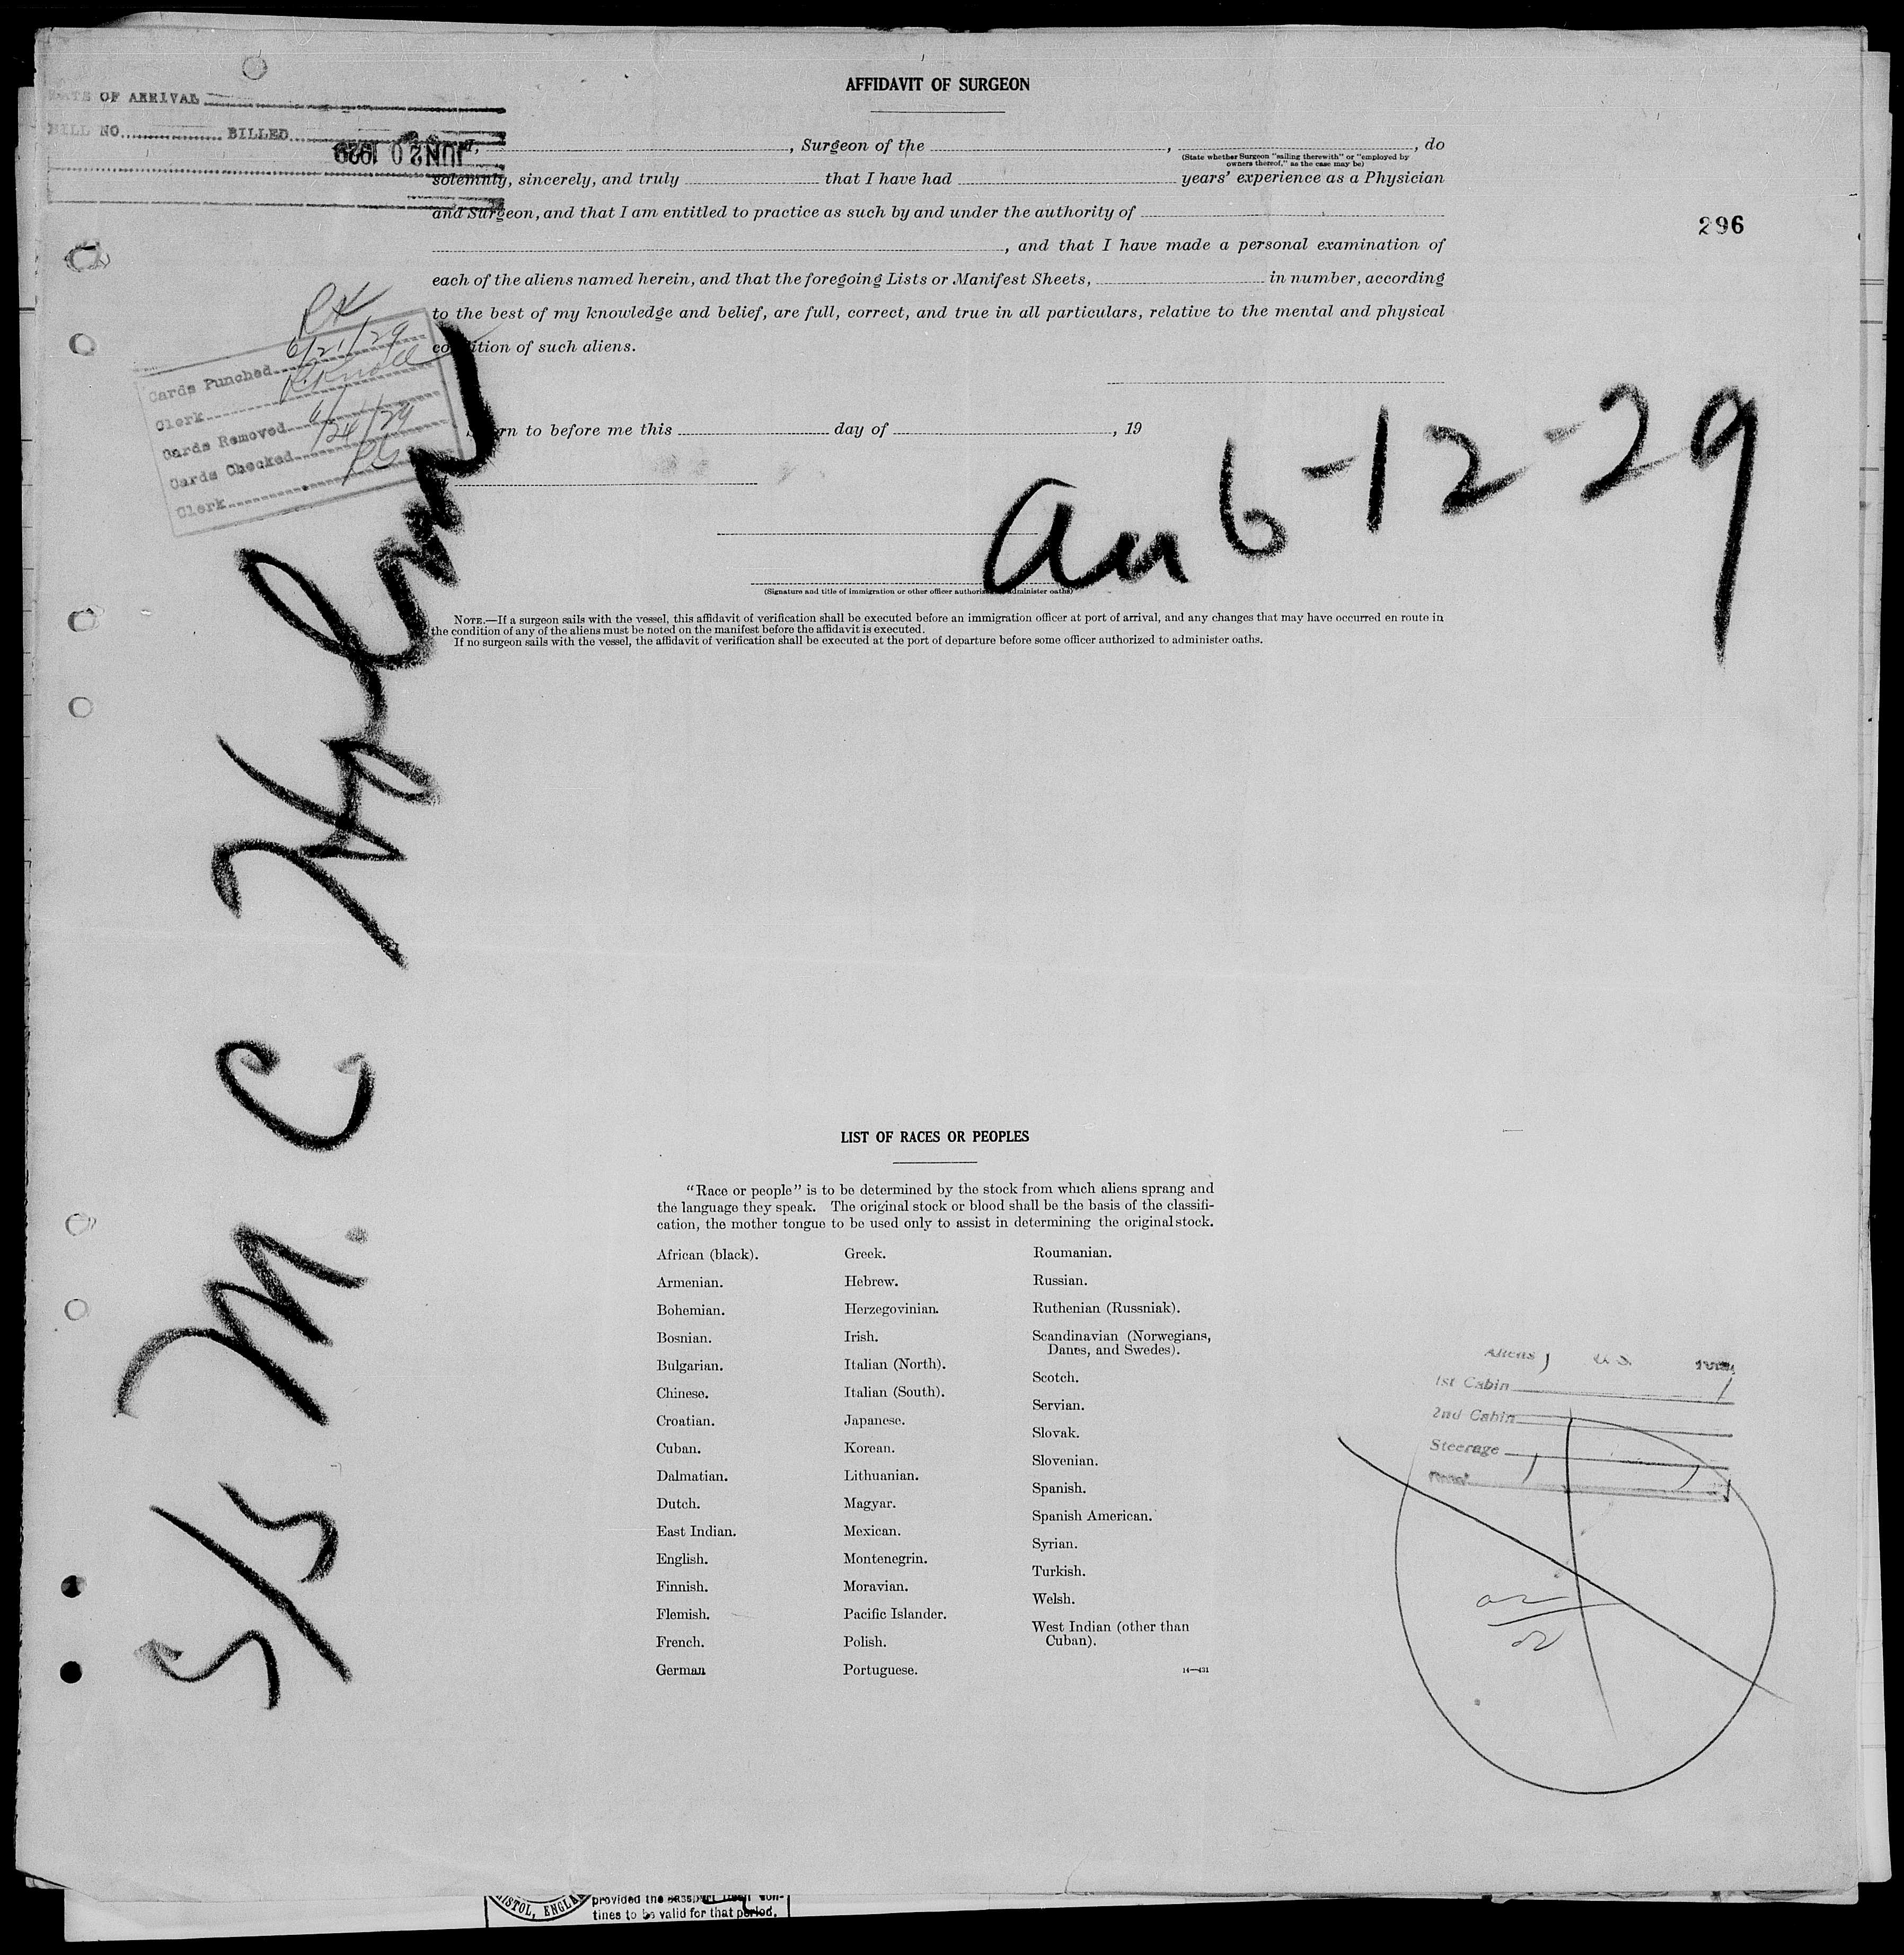 AFFIDAVIT OF SURGEON
DATE OF ARRIVAL
BILL NO. BILLED
JUN 20 1929
I, , Surgeon of the , , do
(State whether Surgeon "sailing therewith" or "employed by
owners thereof," as the case may be)
solemnly, sincerely, and truly that I have had years' experience as a Physician
and Surgeon, and that I am entitled to practice as such by and under the authority of
296
, and that I have made a personal examination of
each of the aliens named herein, and that the foregoing Lists or Manifest Sheets, in number, according
to the best of my knowledge and belief, are full, correct, and true in all particulars, relative to the mental and physical
condition of such aliens.
RK
Cards Punched 6/21/29
Clerk
Cards Removed
Cards Checked 6/24/29
Clerk
Sworn to before me this day of , 19
6-12-29
(Signature and title of immigration or other officer authorized to administer oaths)
NOTE.—If a surgeon sails with the vessel, this affidavit of verification shall be executed before an immigration officer at port of arrival, and any changes that may have occurred en route in
the condition of any of the aliens must be noted on the manifest before the affidavit is executed.
If no surgeon sails with the vessel, the affidavit of verification shall be executed at the port of departure before some officer authorized to administer oaths.
S/S M. C.
LIST OF RACES OR PEOPLES
"Race or people" is to be determined by the stock from which aliens sprang and
the language they speak. The original stock or blood shall be the basis of the classifi-
cation, the mother tongue to be used only to assist in determining the original stock.
African (black).
Armenian.
Bohemian.
Bosnian.
Bulgarian.
Chinese.
Croatian.
Cuban.
Dalmatian.
Dutch.
East Indian.
English.
Finnish.
Flemish.
French.
German
Greek.
Hebrew.
Herzegovinian.
Irish.
Italian (North).
Italian (South).
Japanese.
Korean.
Lithuanian.
Magyar.
Mexican.
Montenegrin.
Moravian.
Pacific Islander.
Polish.
Portuguese.
Roumanian.
Russian.
Ruthenian (Russniak).
Scandinavian (Norwegians,
Danes, and Swedes).
Scotch.
Servian.
Slovak.
Slovenian.
Spanish.
Spanish American.
Syrian.
Turkish.
Welsh.
West Indian (other than
Cuban).
14—431
Aliens U.S. Total
1st Cabin 1
2nd Cabin
Steerage
BRISTOL, ENGLAND
provided the passport
tines to be valid for that period.